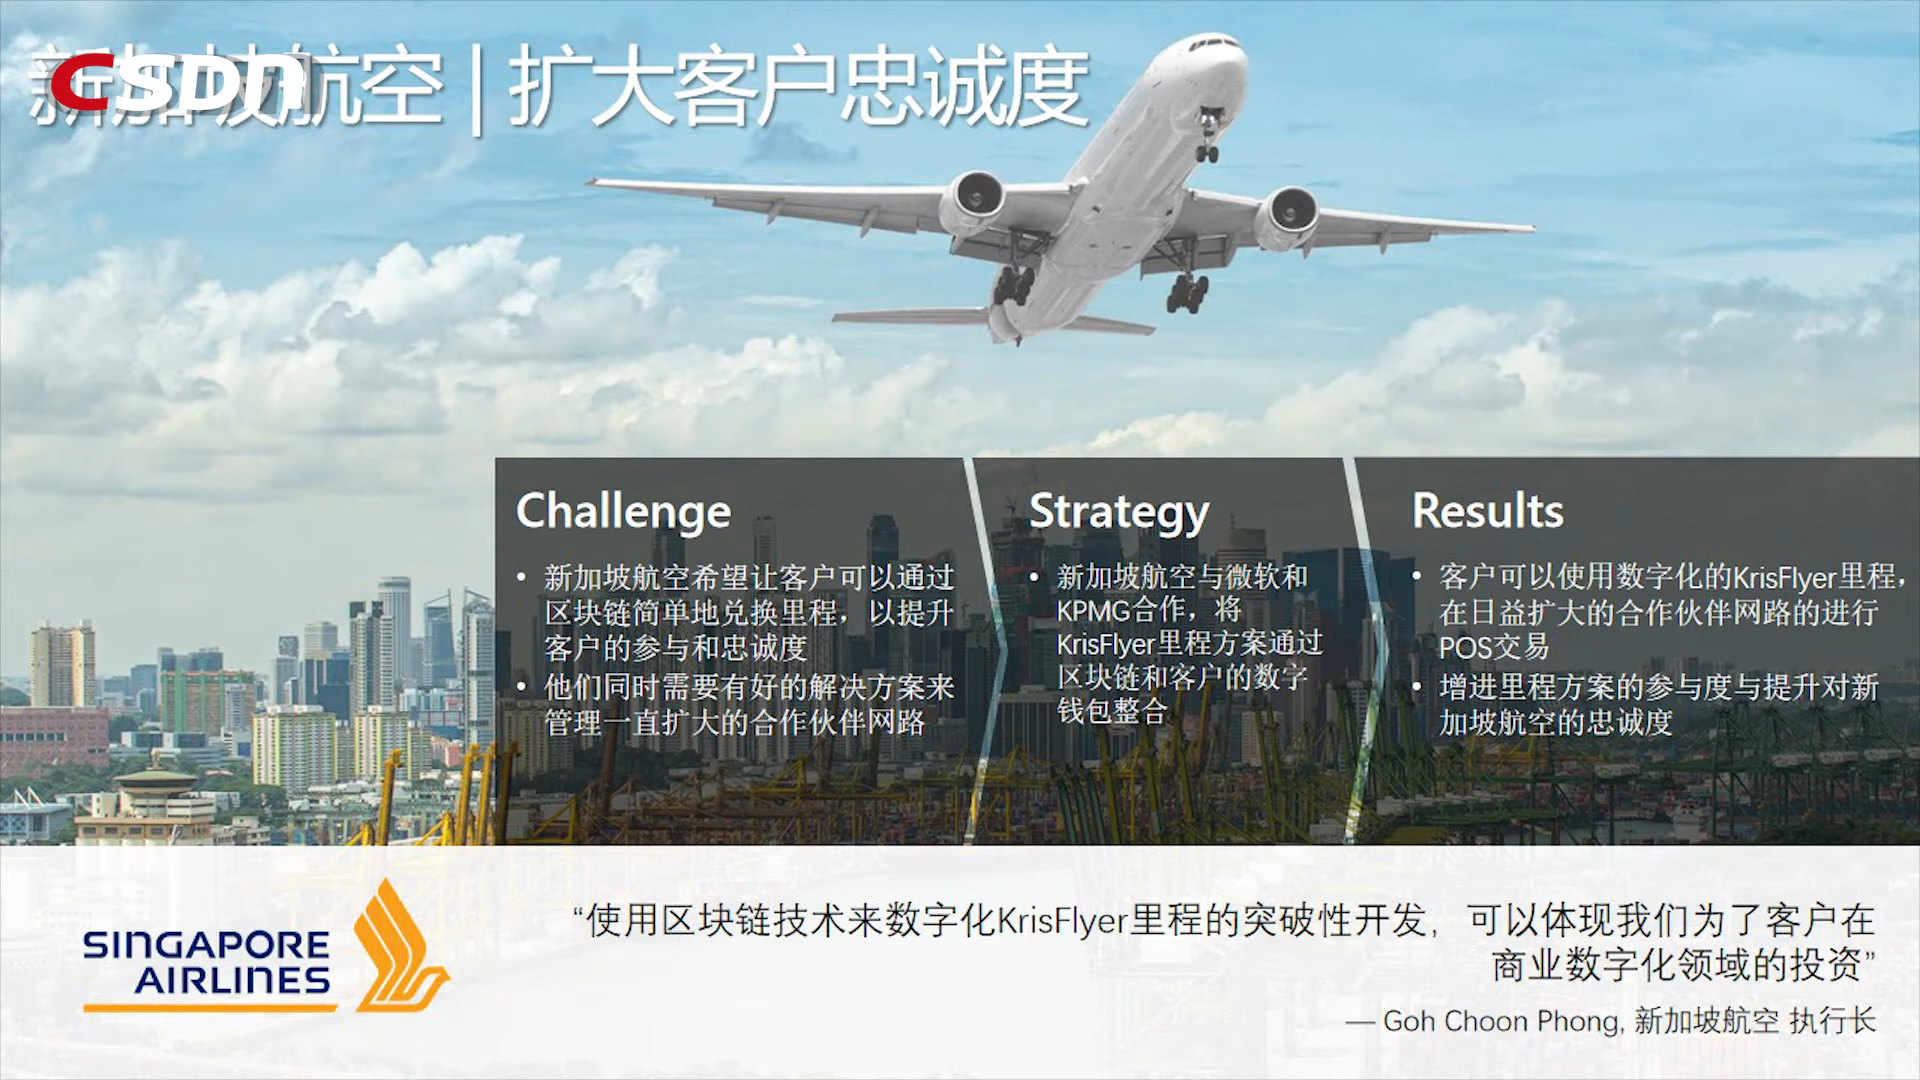 新加坡航空 | 扩大客户忠诚度
CSDN
Challenge
• 新加坡航空希望让客户可以通过
区块链简单地兑换里程，以提升
客户的参与和忠诚度
• 他们同时需要有好的解决方案来
管理一直扩大的合作伙伴网路
Strategy
• 新加坡航空与微软和
KPMG合作，将
KrisFlyer里程方案通过
区块链和客户的数字
钱包整合
Results
• 客户可以使用数字化的KrisFlyer里程，
在日益扩大的合作伙伴网路的进行
POS交易
• 增进里程方案的参与度与提升对新
加坡航空的忠诚度
SINGAPORE
AIRLINES
“使用区块链技术来数字化KrisFlyer里程的突破性开发， 可以体现我们为了客户在
商业数字化领域的投资”
— Goh Choon Phong, 新加坡航空 执行长